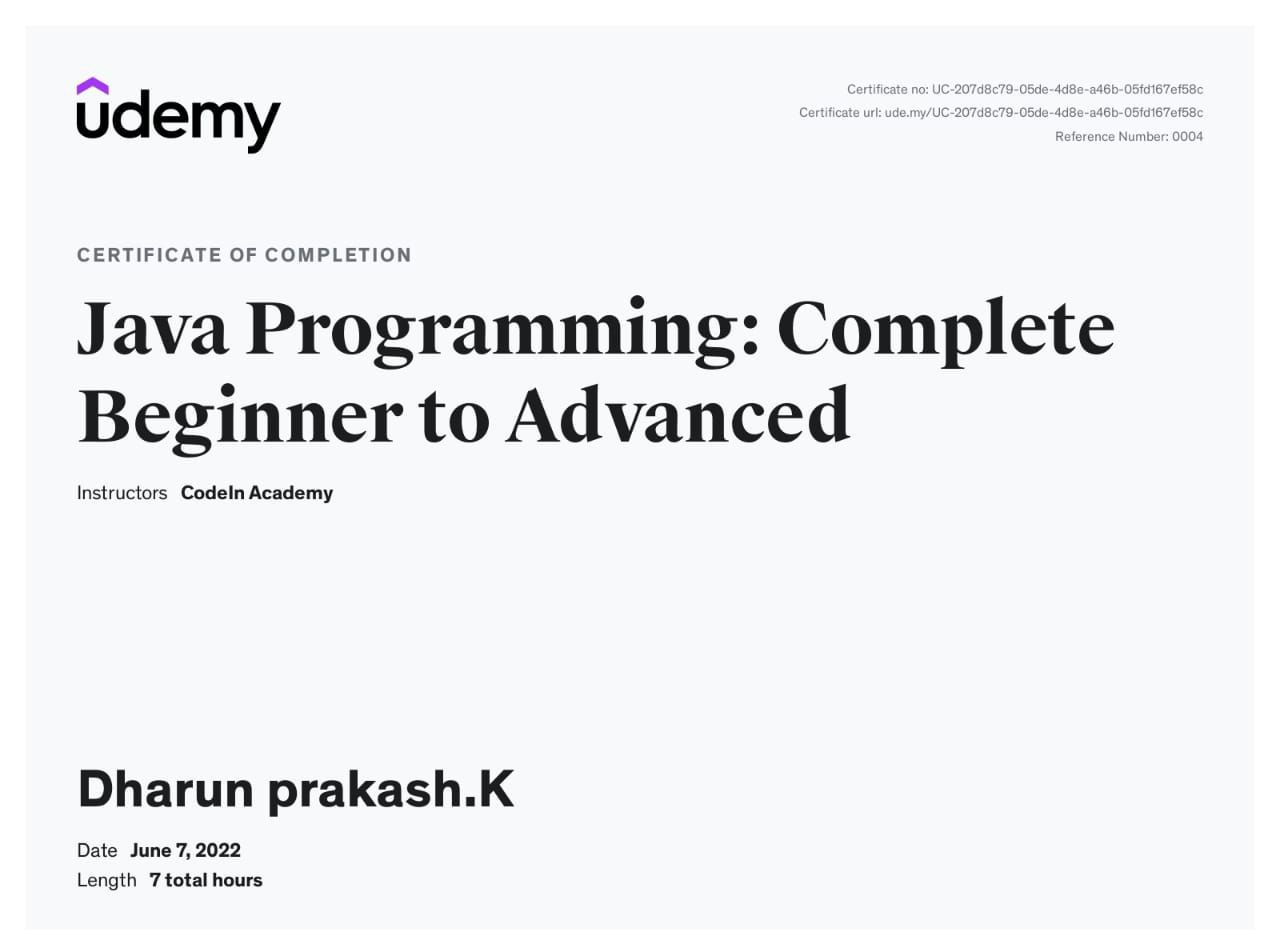 udemy
Certificate no: UC-207d8c79-05de-4d8e-a46b-05fd167ef58c
Certificate url: ude.my/UC-207d8c79-05de-4d8e-a46b-05fd167ef58c
Reference Number: 0004
CERTIFICATE OF COMPLETION
Java Programming: Complete
Beginner to Advanced
Instructors CodeIn Academy
Dharun prakash.K
Date June 7, 2022
Length 7 total hours